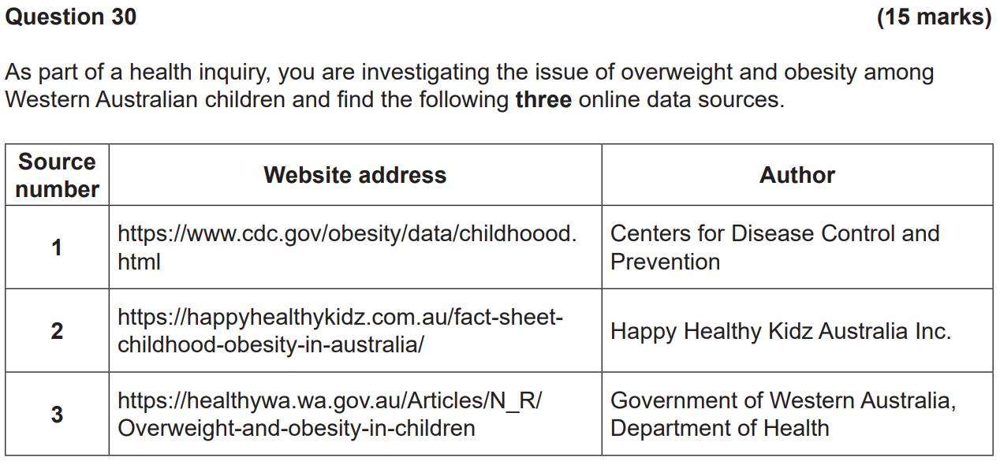 Question 30 (15 marks)
As part of a health inquiry, you are investigating the issue of overweight and obesity among
Western Australian children and find the following three online data sources.
Source number Website address Author
1 https://www.cdc.gov/obesity/data/childhoood.html Centers for Disease Control and Prevention
2 https://happyhealthykidz.com.au/fact-sheet-childhood-obesity-in-australia/ Happy Healthy Kidz Australia Inc.
3 https://healthywa.wa.gov.au/Articles/N_R/Overweight-and-obesity-in-children Government of Western Australia, Department of Health